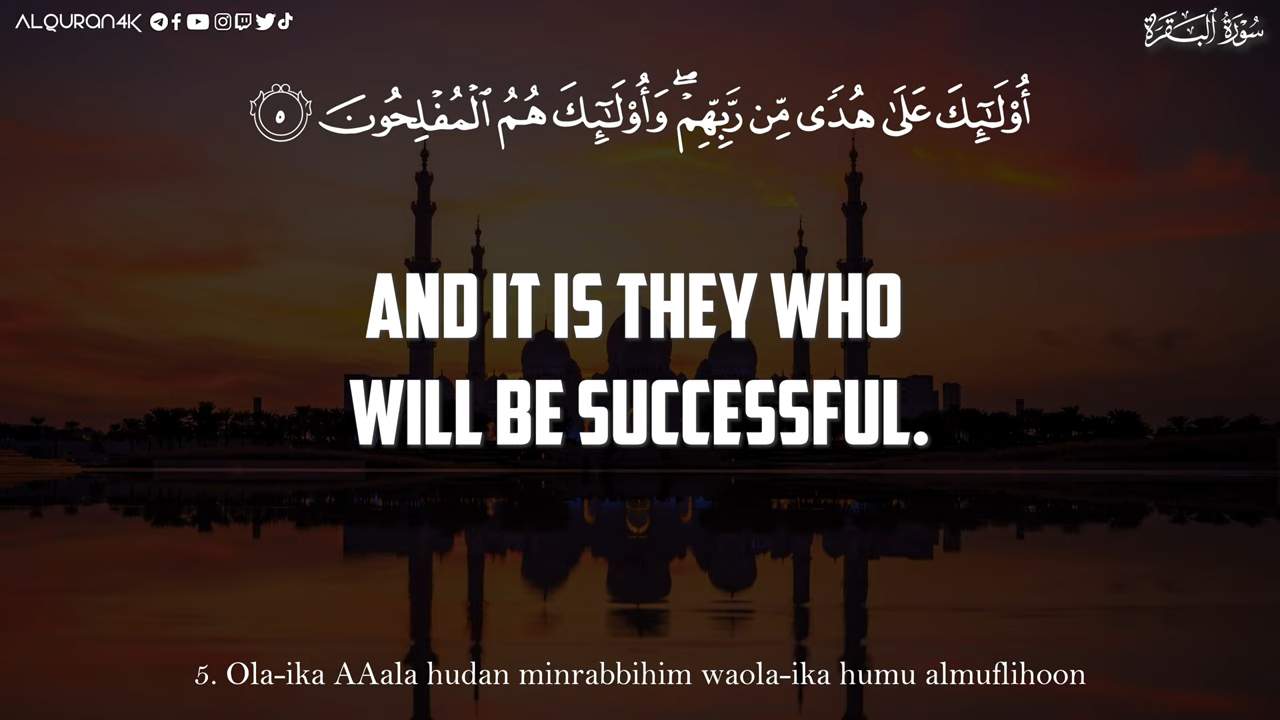 ALQURAN4K
سُورَةُ ٱلْبَقَرَةِ
أُو۟لَـٰٓئِكَ عَلَىٰ هُدًى مِّن رَّبِّهِمْ ۖ وَأُو۟لَـٰٓئِكَ هُمُ ٱلْمُفْلِحُونَ ٥
AND IT IS THEY WHO
WILL BE SUCCESSFUL.
5. Ola-ika AAala hudan minrabbihim waola-ika humu almuflihoon